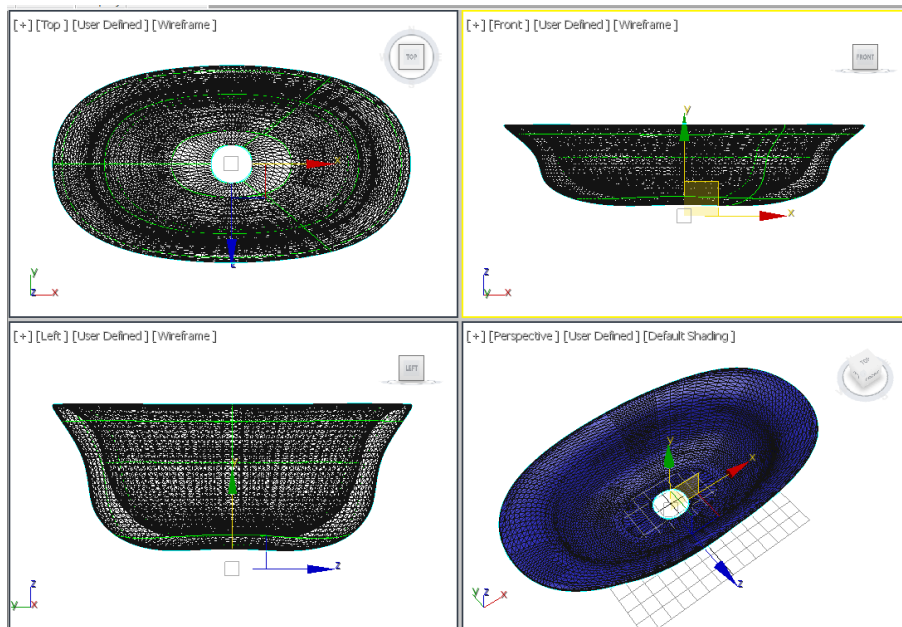 [+] [Top] [User Defined] [Wireframe]
TOP
x
z
y
z
x
[+] [Front] [User Defined] [Wireframe]
FRONT
y
x
z
y
x
[+] [Left] [User Defined] [Wireframe]
LEFT
z
z
y
x
[+] [Perspective] [User Defined] [Default Shading]
TOP
FRONT
y
x
z
z
y
x